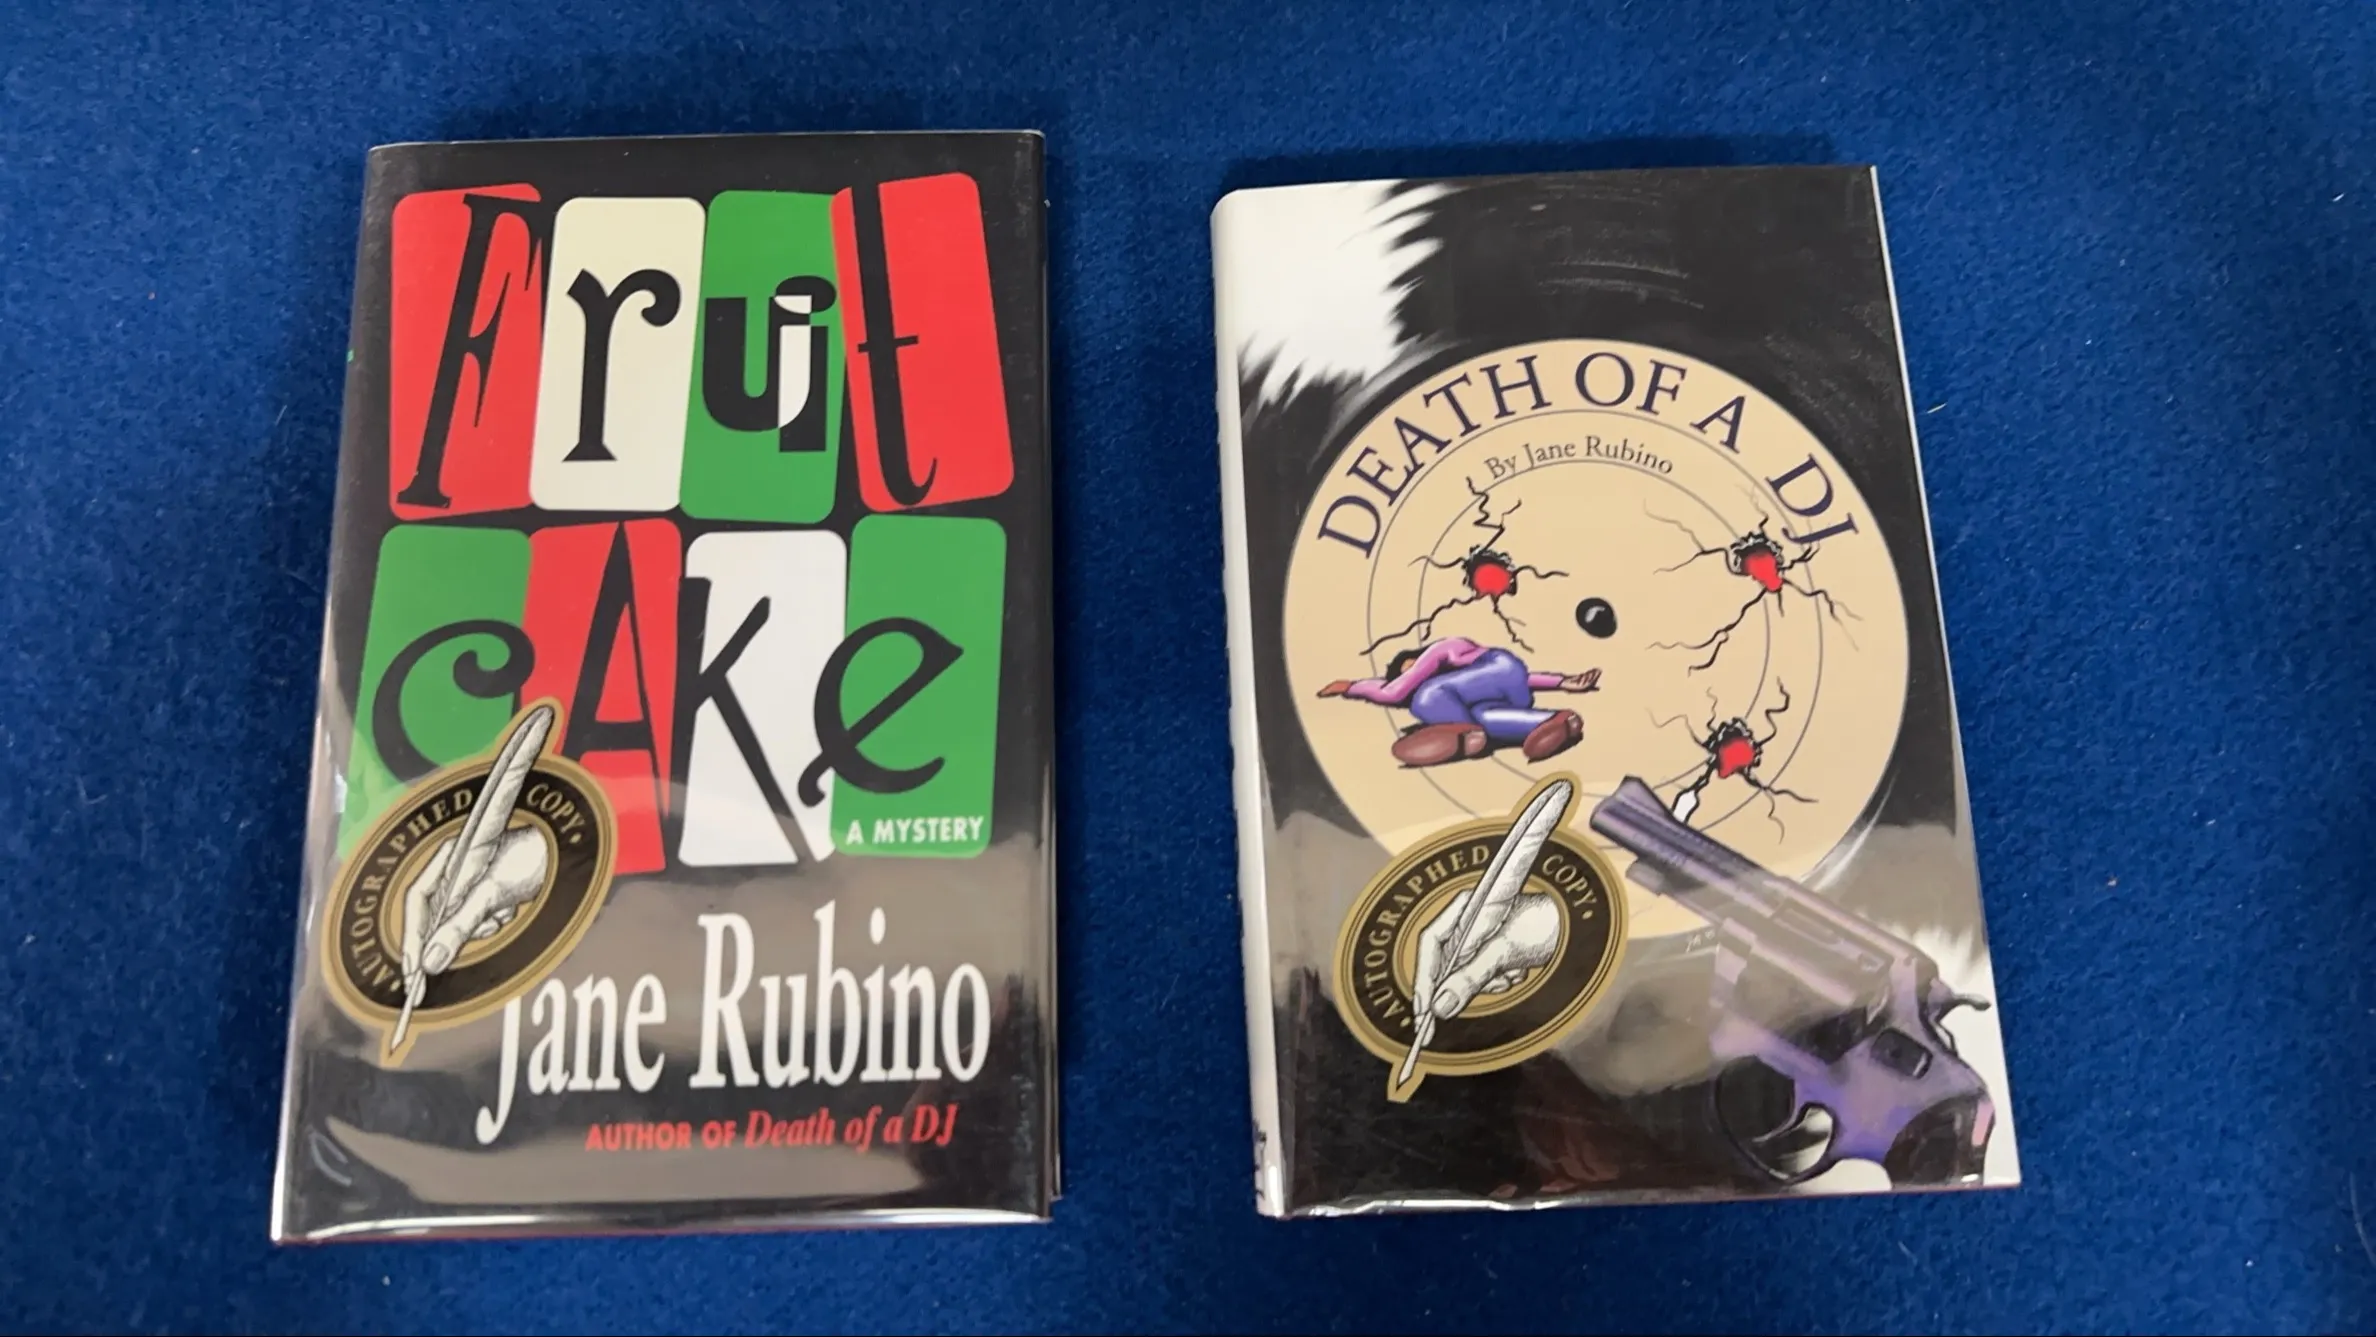 Fruit
cAKe
A MYSTERY
AUTOGRAPHED COPY
Jane Rubino
AUTHOR OF Death of a DJ
DEATH OF A DJ
By Jane Rubino
AUTOGRAPHED COPY